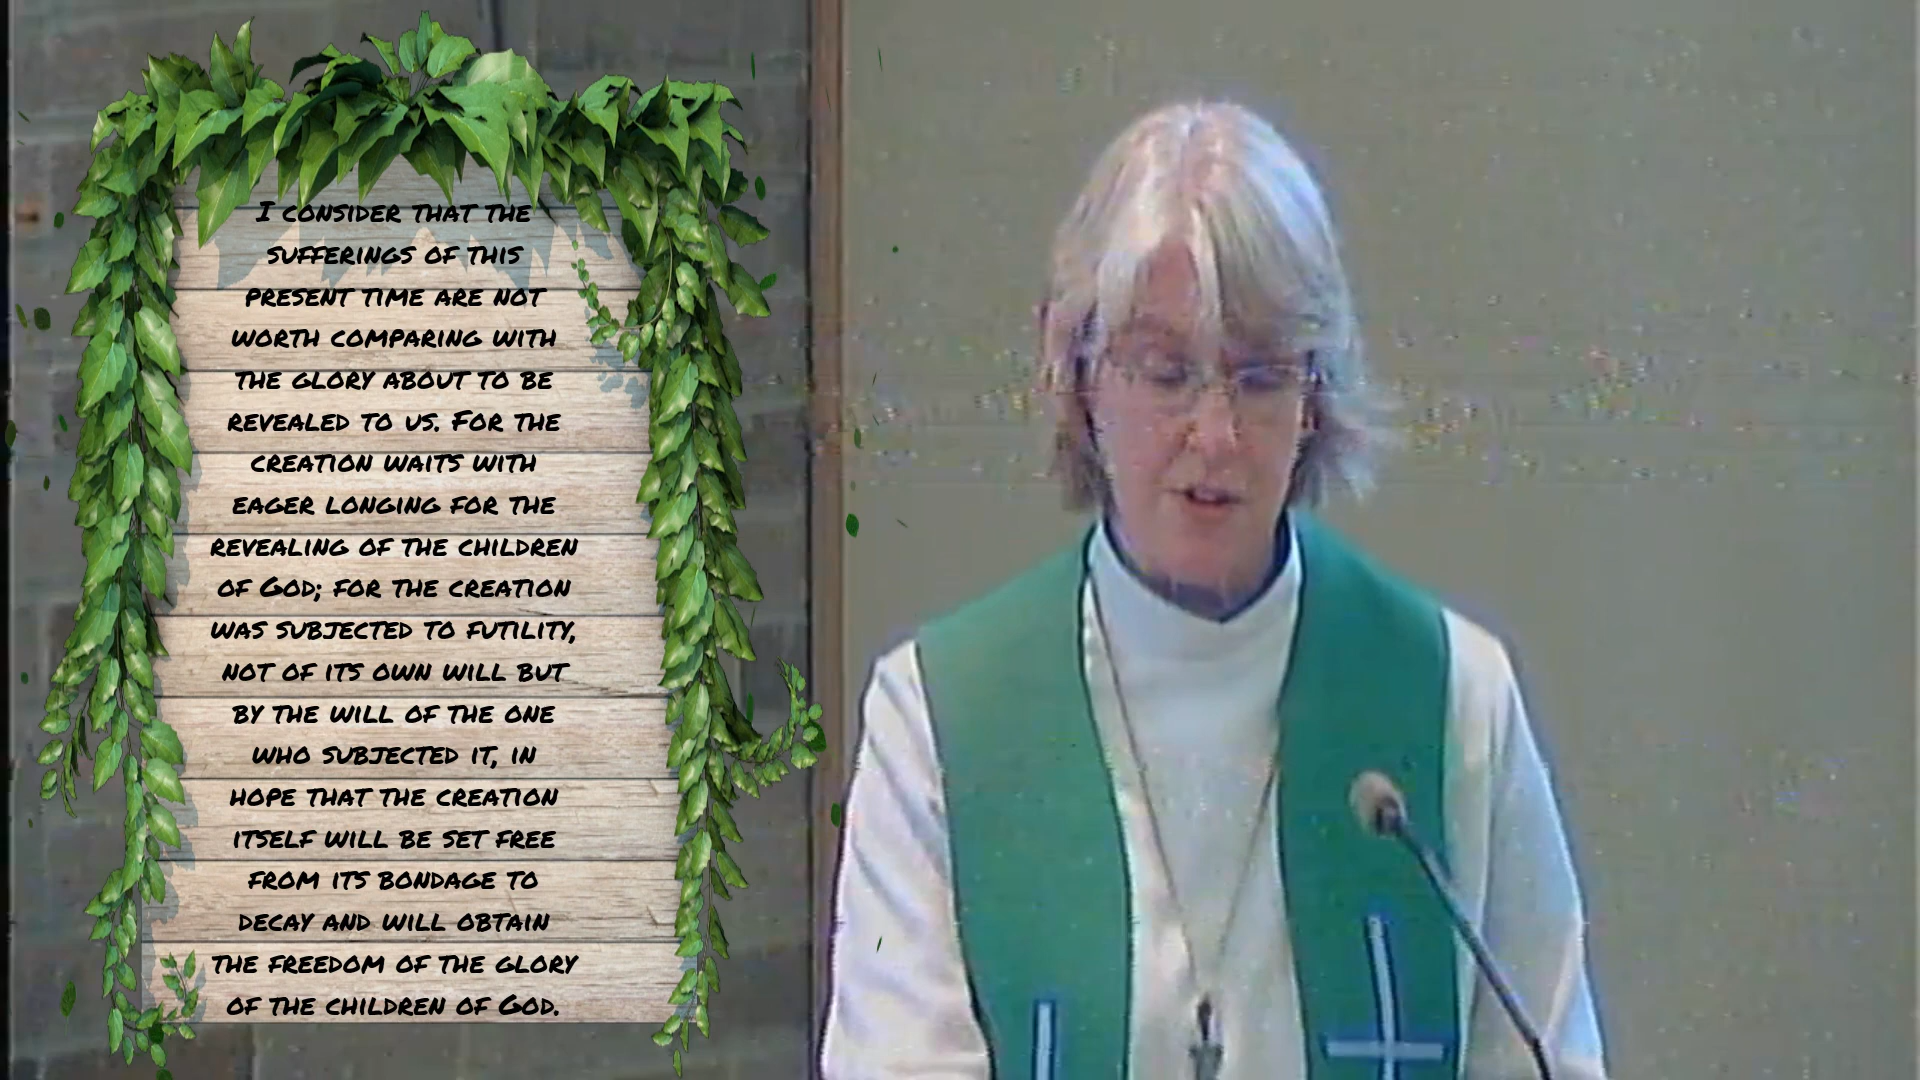 I consider that the
sufferings of this
present time are not
worth comparing with
the glory about to be
revealed to us. For the
creation waits with
eager longing for the
revealing of the children
of God; for the creation
was subjected to futility,
not of its own will but
by the will of the one
who subjected it, in
hope that the creation
itself will be set free
from its bondage to
decay and will obtain
the freedom of the glory
of the children of God.